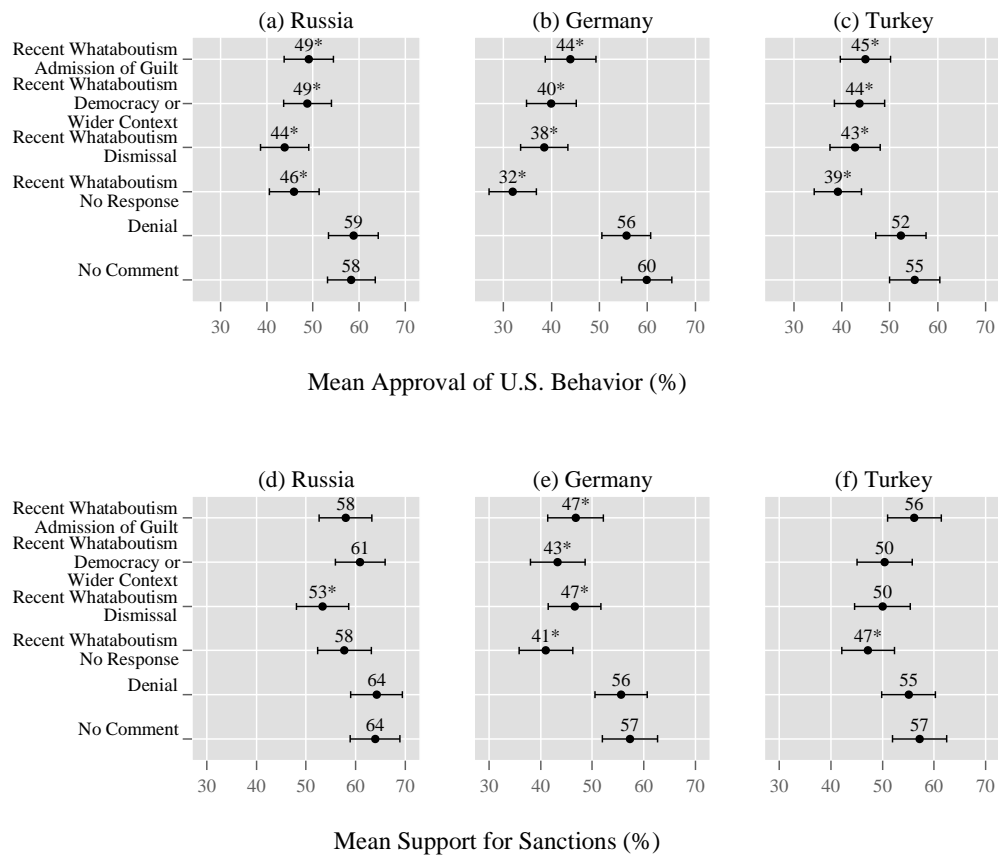 (a) Russia (b) Germany (c) Turkey
Recent Whataboutism
Admission of Guilt
49* 44* 45*
Recent Whataboutism
Democracy or
Wider Context
49* 40* 44*
Recent Whataboutism
Dismissal
44* 38* 43*
Recent Whataboutism
No Response
46* 32* 39*
Denial
59 56 52
No Comment
58 60 55
30 40 50 60 70 30 40 50 60 70 30 40 50 60 70
Mean Approval of U.S. Behavior (%)
(d) Russia (e) Germany (f) Turkey
Recent Whataboutism
Admission of Guilt
58 47* 56
Recent Whataboutism
Democracy or
Wider Context
61 43* 50
Recent Whataboutism
Dismissal
53* 47* 50
Recent Whataboutism
No Response
58 41* 47*
Denial
64 56 55
No Comment
64 57 57
30 40 50 60 70 30 40 50 60 70 30 40 50 60 70
Mean Support for Sanctions (%)